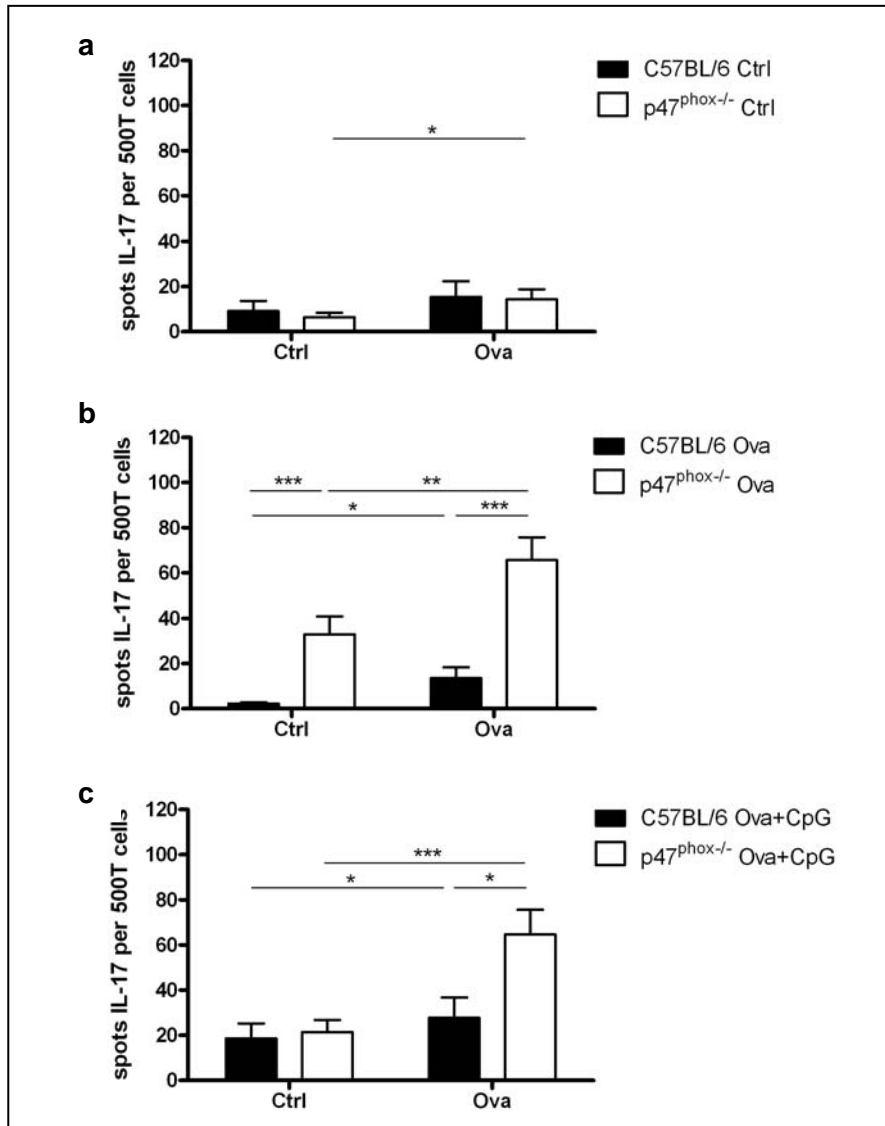 a
spots IL-17 per 500T cells
120
100
80
60
40
20
0
*
Ctrl
Ova
C57BL/6 Ctrl
p47phox-/- Ctrl
b
spots IL-17 per 500T cells
120
100
80
60
40
20
0
***
**
*
***
Ctrl
Ova
C57BL/6 Ova
p47phox-/- Ova
c
spots IL-17 per 500T cells
120
100
80
60
40
20
0
***
*
*
Ctrl
Ova
C57BL/6 Ova+CpG
p47phox-/- Ova+CpG